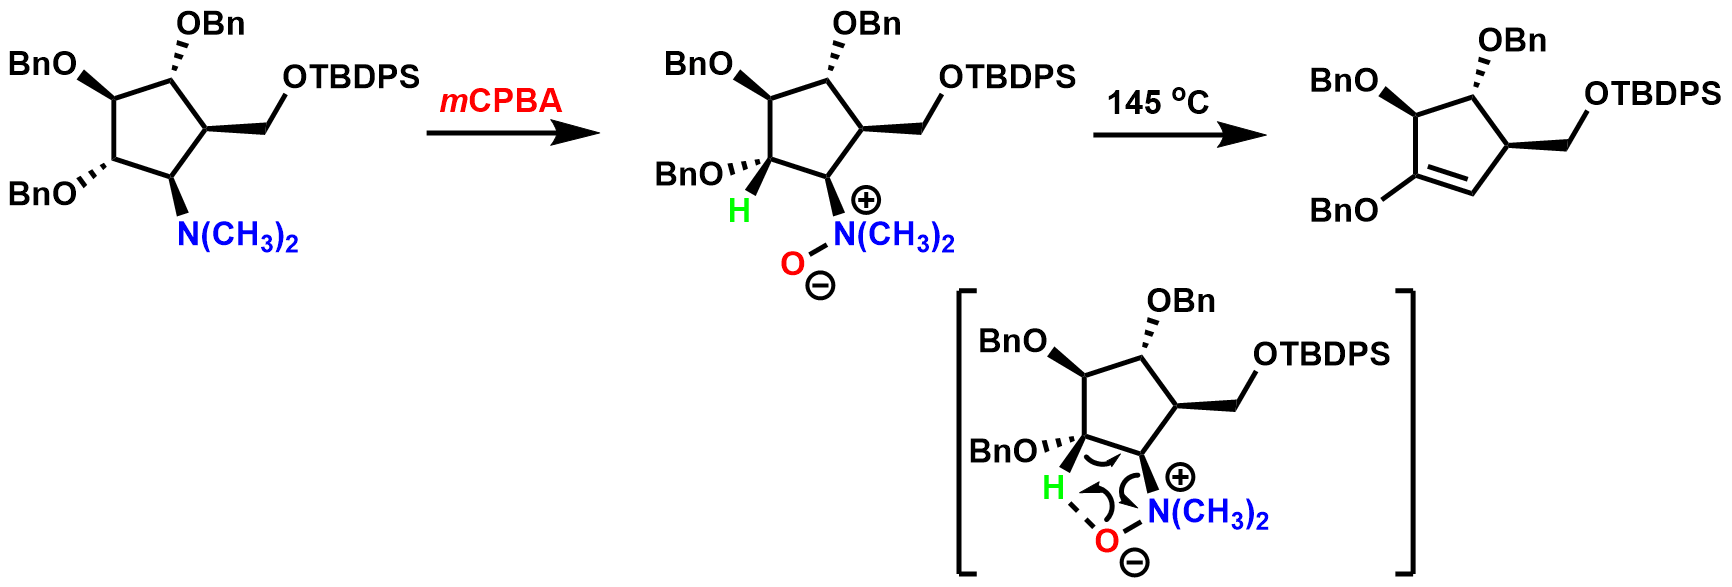 OBn
BnO
OTBDPS
BnO
N(CH3)2
mCPBA
OBn
BnO
OTBDPS
BnO
H
N(CH3)2
+
O
−
145 °C
OBn
BnO
OTBDPS
BnO
OBn
BnO
OTBDPS
BnO
H
N(CH3)2
+
O
−